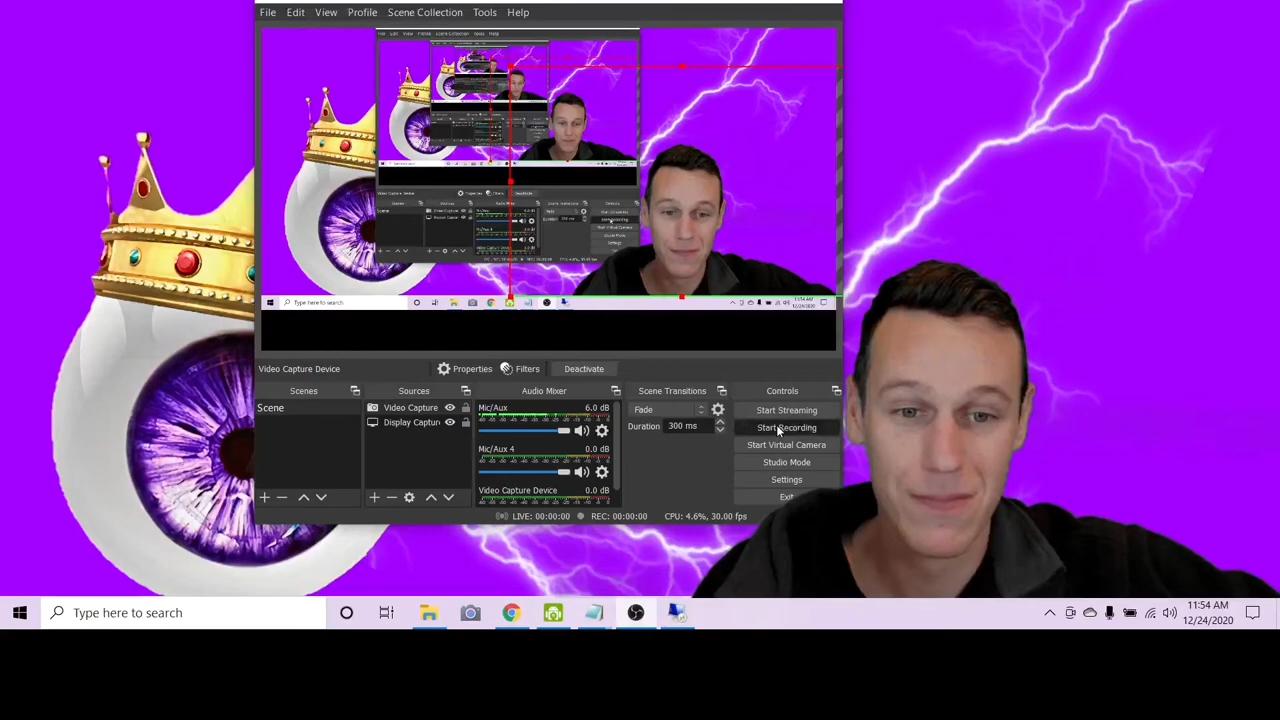 File Edit View Profile Scene Collection Tools Help
Type here to search
Video Capture Device Properties Filters Deactivate
Scenes Sources Audio Mixer Scene Transitions Controls
Scene
Video Capture
Display Captur
Mic/Aux 6.0 dB
Mic/Aux 4 0.0 dB
Video Capture Device 0.0 dB
Fade
Duration 300 ms
Start Streaming
Start Recording
Start Virtual Camera
Studio Mode
Settings
Exit
LIVE: 00:00:00 REC: 00:00:00 CPU: 4.6%, 30.00 fps
Type here to search
11:54 AM
12/24/2020